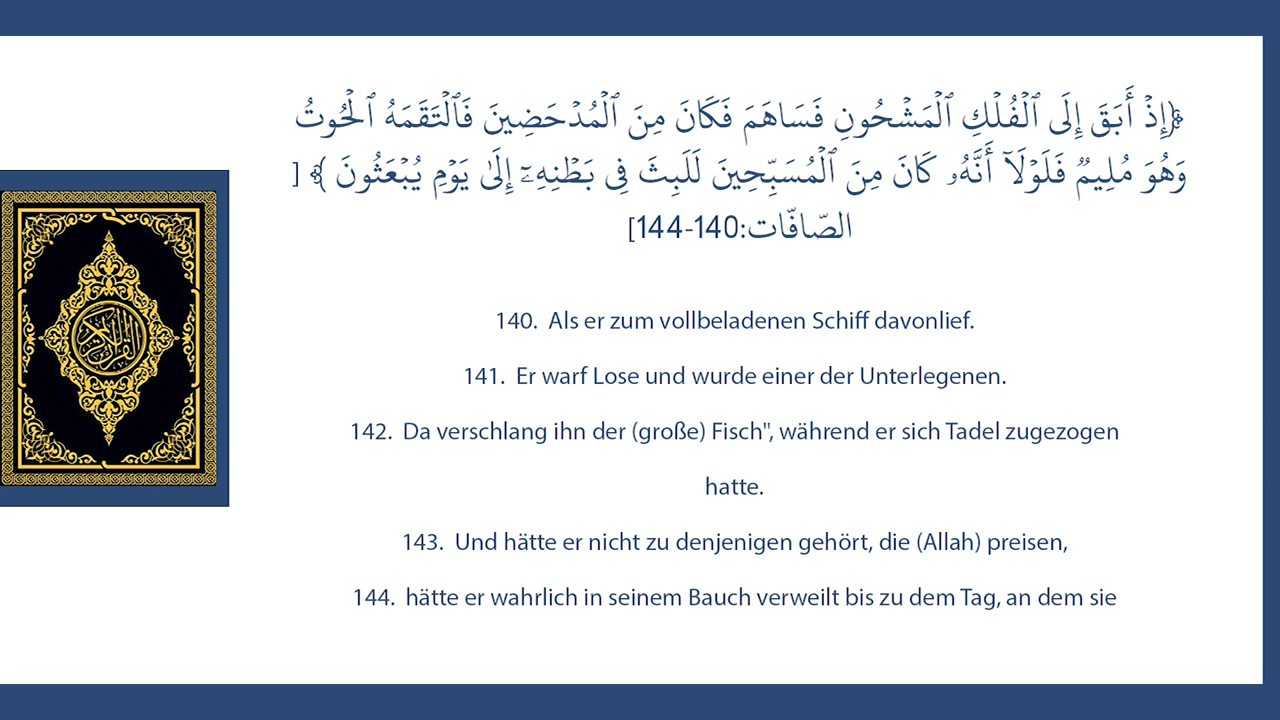 ﴿إِذۡ أَبَقَ إِلَى ٱلۡفُلۡكِ ٱلۡمَشۡحُونِ فَسَاهَمَ فَكَانَ مِنَ ٱلۡمُدۡحَضِينَ فَٱلۡتَقَمَهُ ٱلۡحُوتُ
وَهُوَ مُلِيمٞ فَلَوۡلَآ أَنَّهُۥ كَانَ مِنَ ٱلۡمُسَبِّحِينَ لَلَبِثَ فِي بَطۡنِهِۦٓ إِلَىٰ يَوۡمِ يُبۡعَثُونَ ﴾ [
الصّافّات:140-144]
القرآن الكريم
140. Als er zum vollbeladenen Schiff davonlief.
141. Er warf Lose und wurde einer der Unterlegenen.
142. Da verschlang ihn der (große) Fisch", während er sich Tadel zugezogen
hatte.
143. Und hätte er nicht zu denjenigen gehört, die (Allah) preisen,
144. hätte er wahrlich in seinem Bauch verweilt bis zu dem Tag, an dem sie